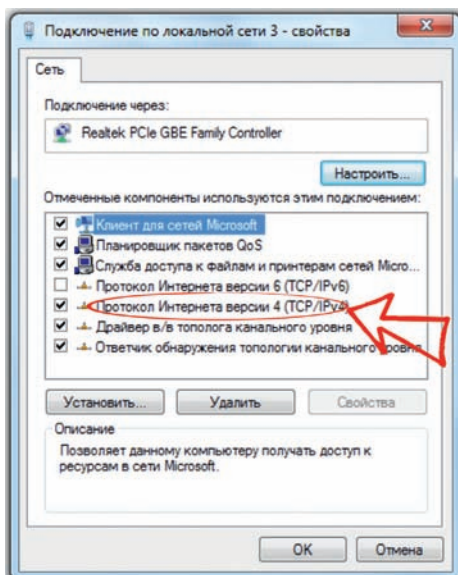 Подключение по локальной сети 3 - свойства
Сеть
Подключение через:
Realtek PCIe GBE Family Controller
Настроить...
Отмеченные компоненты используются этим подключением:
Клиент для сетей Microsoft
Планировщик пакетов QoS
Служба доступа к файлам и принтерам сетей Micro...
Протокол Интернета версии 6 (TCP/IPv6)
Протокол Интернета версии 4 (TCP/IPv4)
Драйвер в/в тополога канального уровня
Ответчик обнаружения топологии канального уровня
Установить...
Удалить
Свойства
Описание
Позволяет данному компьютеру получать доступ к
ресурсам в сети Microsoft.
OK
Отмена